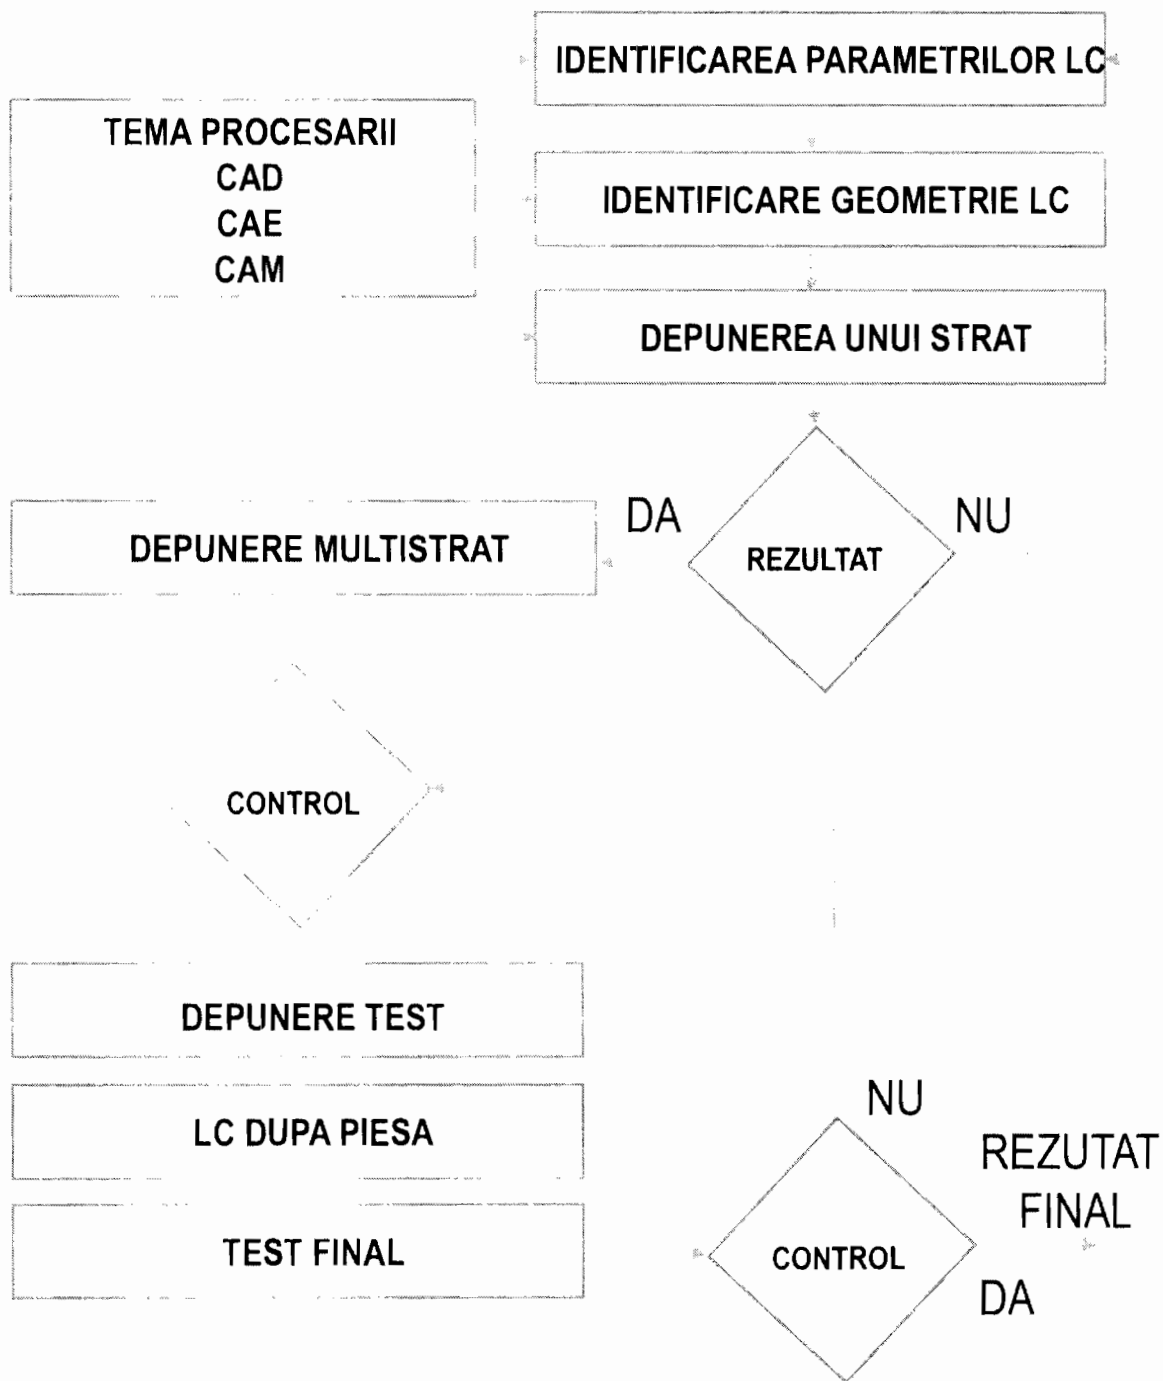 IDENTIFICAREA PARAMETRILOR LC
TEMA PROCESARII
CAD
CAE
CAM
IDENTIFICARE GEOMETRIE LC
DEPUNEREA UNUI STRAT
DA
NU
DEPUNERE MULTISTRAT
REZULTAT
CONTROL
DEPUNERE TEST
LC DUPA PIESA
TEST FINAL
NU
REZUTAT
FINAL
CONTROL
DA